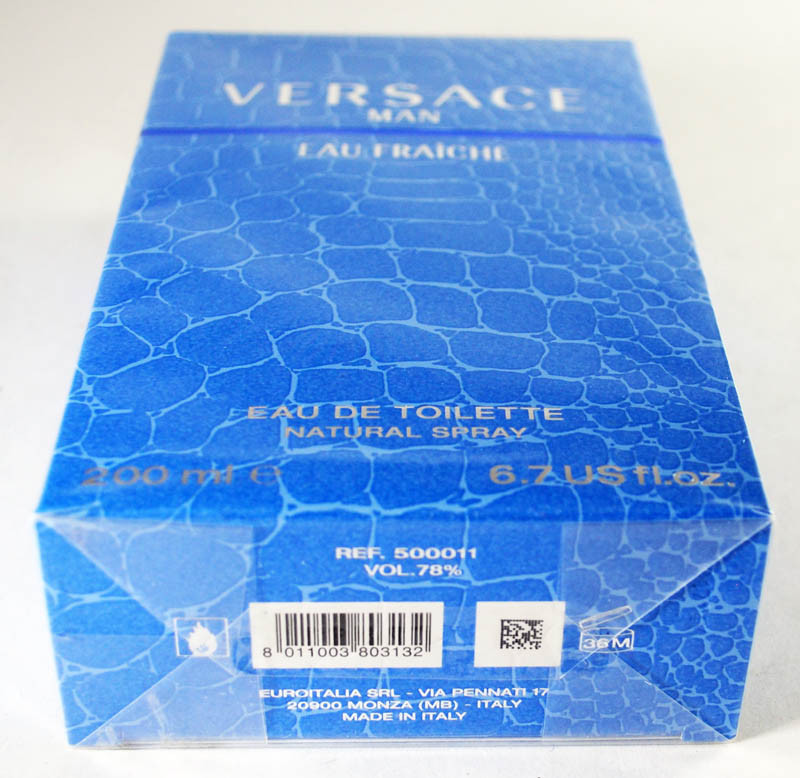 VERSACE
MAN
EAU FRAÎCHE
EAU DE TOILETTE
NATURAL SPRAY
200 ml ℮ 6.7 US fl.oz.
REF. 500011
VOL.78%
8 011003 803132
36M
EUROITALIA SRL - VIA PENNATI 17
20900 MONZA (MB) - ITALY
MADE IN ITALY